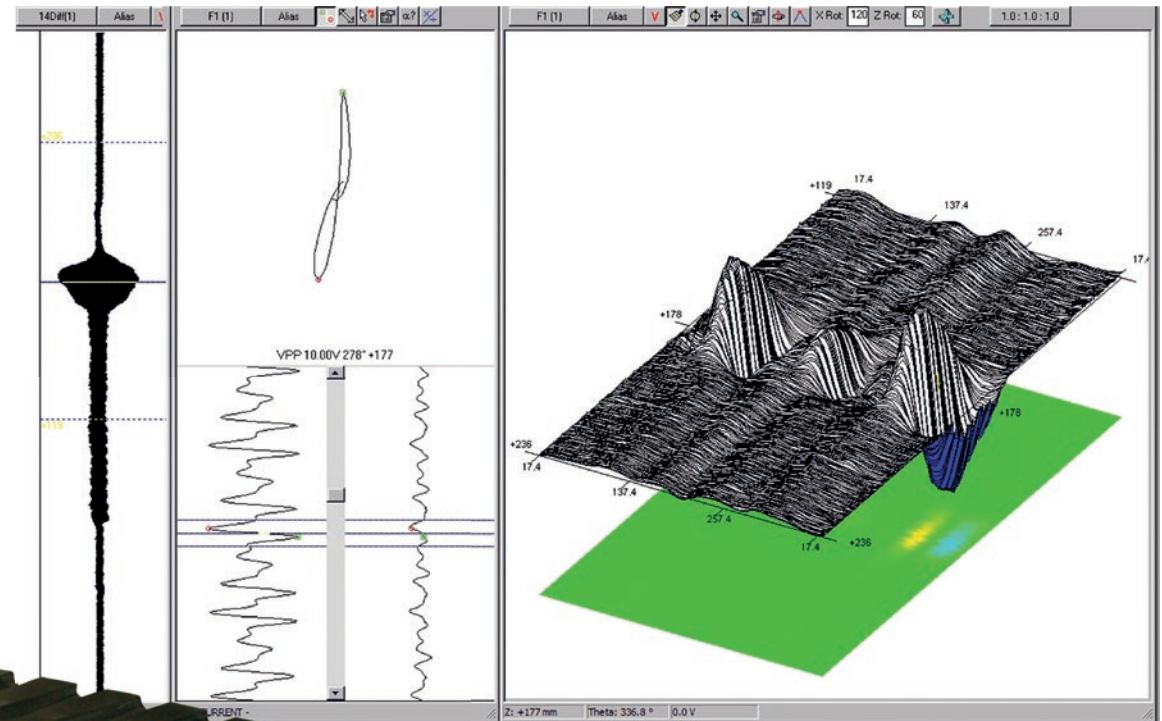 14Diff(1) Alias
F1 (1) Alias α?
F1 (1) Alias V X Rot: 120 Z Rot: 60 1.0 : 1.0 : 1.0
+236
+119
VPP 10.00V 278° +177
+119 17.4
137.4
257.4
17.4
+178
+178
+236
17.4
137.4
257.4
17.4 +236
Z: +177 mm Theta: 336.8 ° 0.0 V